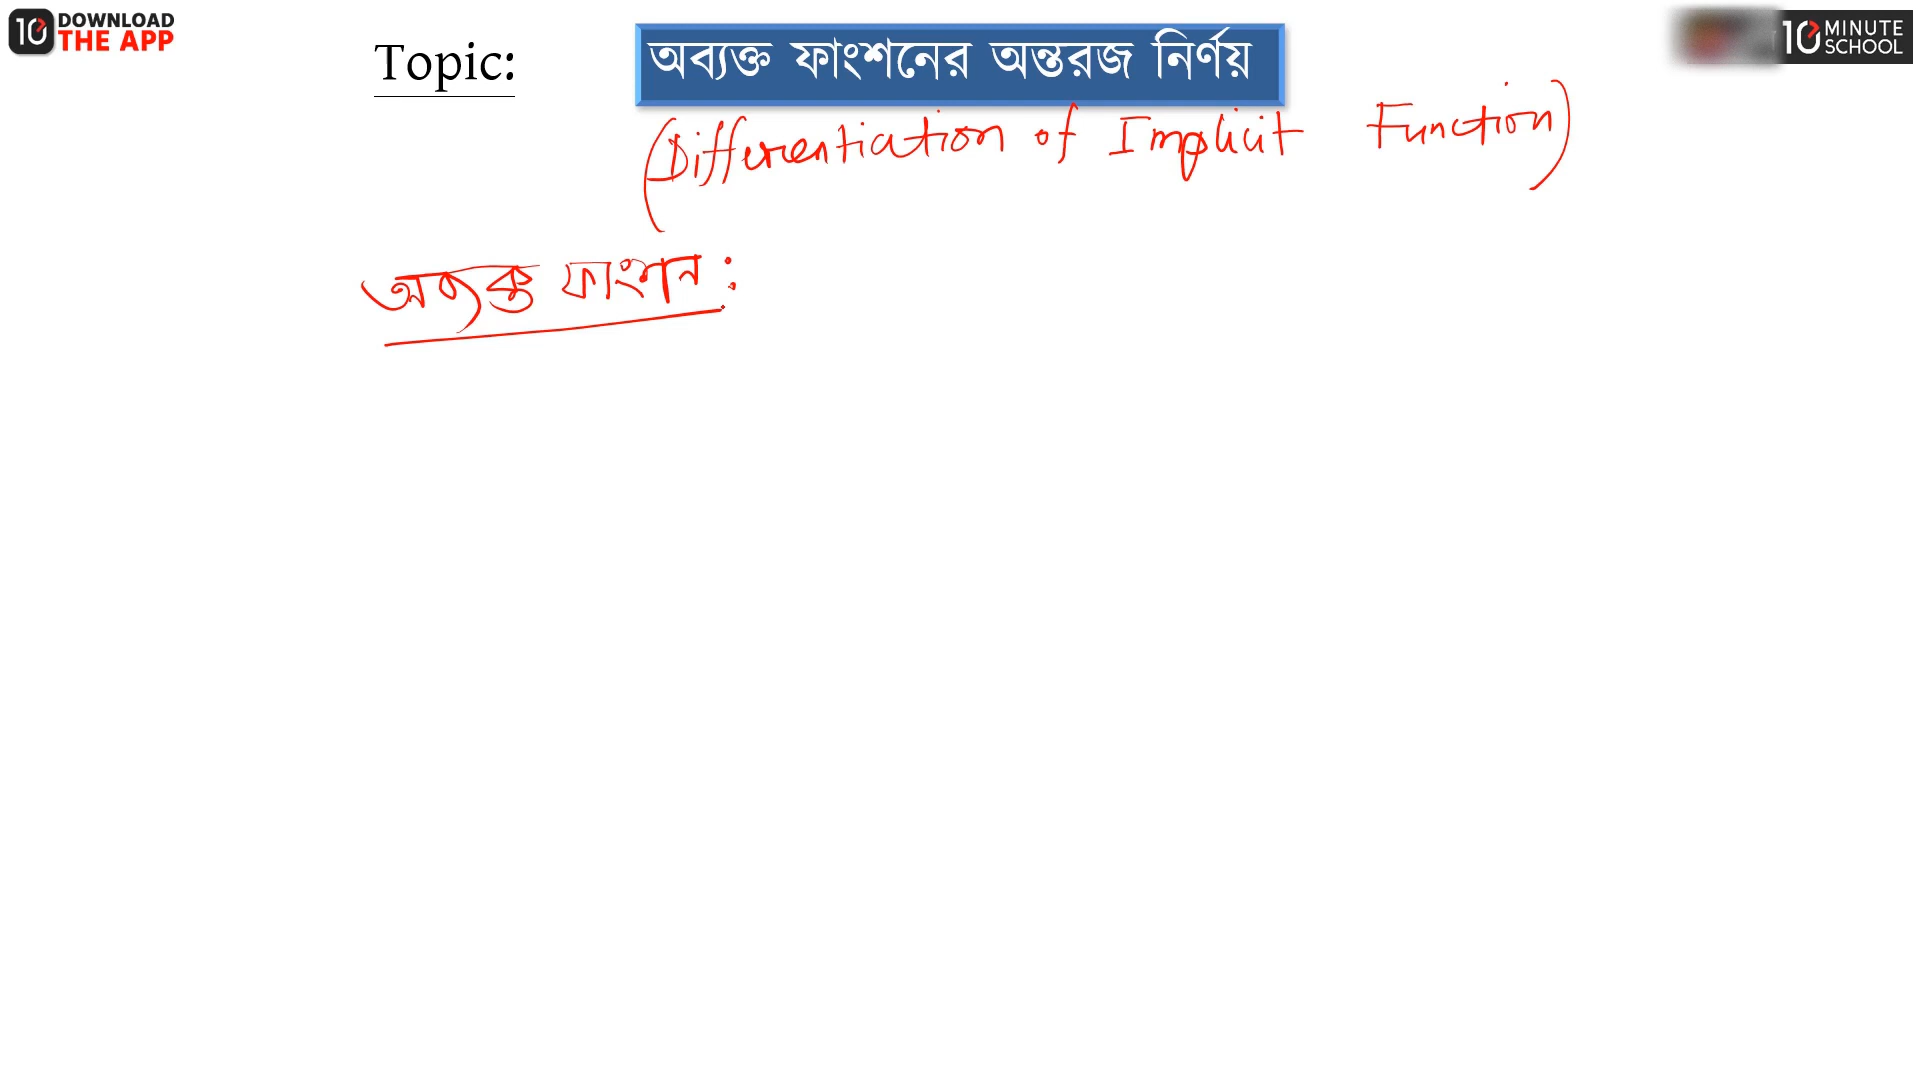 DOWNLOAD
THE APP
Topic:
অব্যক্ত ফাংশনের অন্তরজ নির্ণয়
10 MINUTE
SCHOOL
(Differentiation of Implicit Function)
অব্যক্ত ফাংশন: